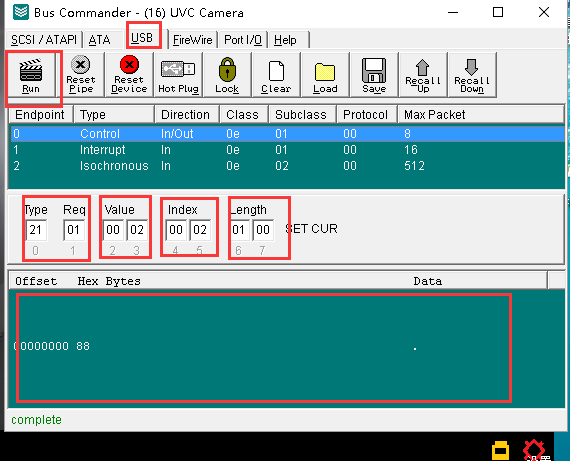 Bus Commander - (16) UVC Camera
SCSI / ATAPI ATA USB FireWire Port I/O Help
Run Reset Pipe Reset Device Hot Plug Lock Clear Load Save Recall Up Recall Down
Endpoint Type Direction Class Subclass Protocol Max Packet
0 Control In/Out 0e 01 00 8
1 Interrupt In 0e 01 00 16
2 Isochronous In 0e 02 00 512
Type Req Value Index Length
21 01 00 02 00 02 01 00 SET CUR
0 1 2 3 4 5 6 7
Offset Hex Bytes Data
00000000 88 .
complete